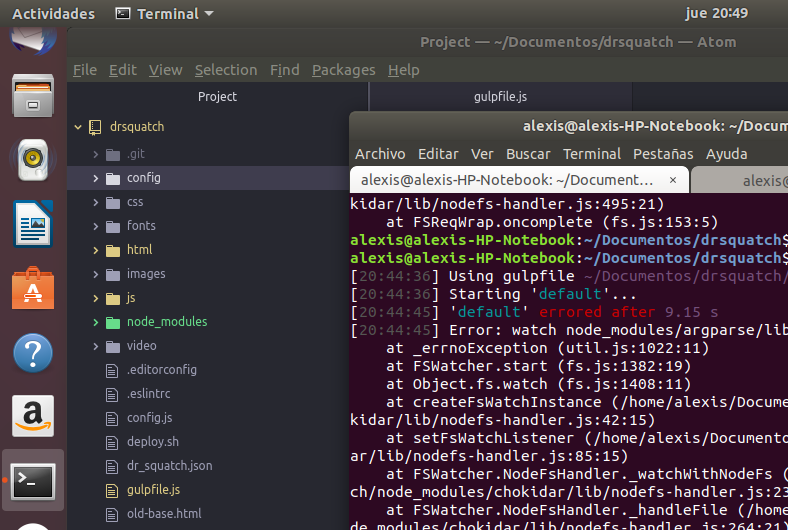 Actividades
Terminal
jue 20:49
Project — ~/Documentos/drsquatch — Atom
File Edit View Selection Find Packages Help
Project
gulpfile.js
drsquatch
.git
config
css
fonts
html
images
js
node_modules
video
.editorconfig
.eslintrc
config.js
deploy.sh
dr_squatch.json
gulpfile.js
old-base.html
alexis@alexis-HP-Notebook: ~/Docum
Archivo Editar Ver Buscar Terminal Pestañas Ayuda
alexis@alexis-HP-Notebook: ~/Document... ×
alexis@
kidar/lib/nodefs-handler.js:495:21)
at FSReqWrap.oncomplete (fs.js:153:5)
alexis@alexis-HP-Notebook:~/Documentos/drsquatch$
alexis@alexis-HP-Notebook:~/Documentos/drsquatch$
[20:44:36] Using gulpfile ~/Documentos/drsquatch/
[20:44:36] Starting 'default'...
[20:44:45] 'default' errored after 9.15 s
[20:44:45] Error: watch node_modules/argparse/lib
at _errnoException (util.js:1022:11)
at FSWatcher.start (fs.js:1382:19)
at Object.fs.watch (fs.js:1408:11)
at createFsWatchInstance (/home/alexis/Docume
kidar/lib/nodefs-handler.js:42:15)
at setFsWatchListener (/home/alexis/Documento
ar/lib/nodefs-handler.js:85:15)
at FSWatcher.NodeFsHandler._watchWithNodeFs (
ch/node_modules/chokidar/lib/nodefs-handler.js:23
at FSWatcher.NodeFsHandler._handleFile (/home
de_modules/chokidar/lib/nodefs-handler.js:264:21)